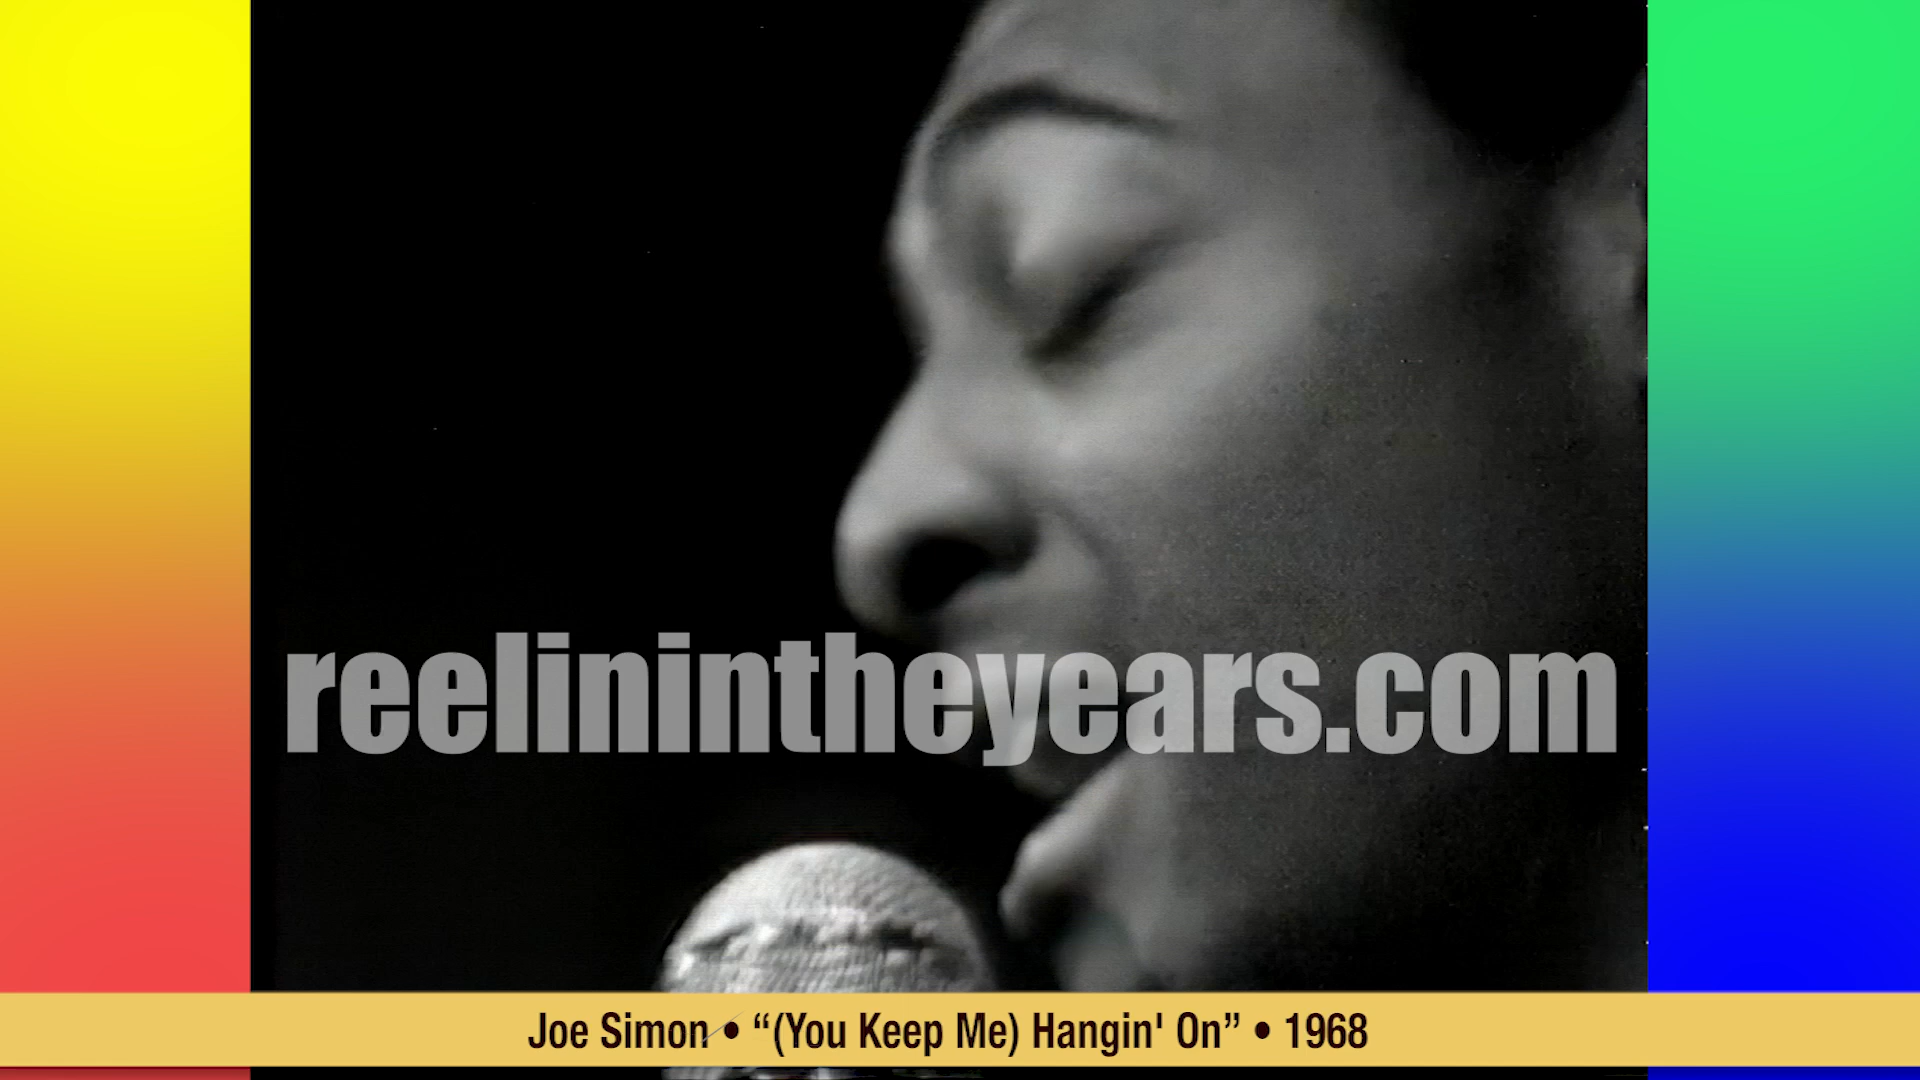 reelinintheyears.com
Joe Simon • “(You Keep Me) Hangin' On” • 1968